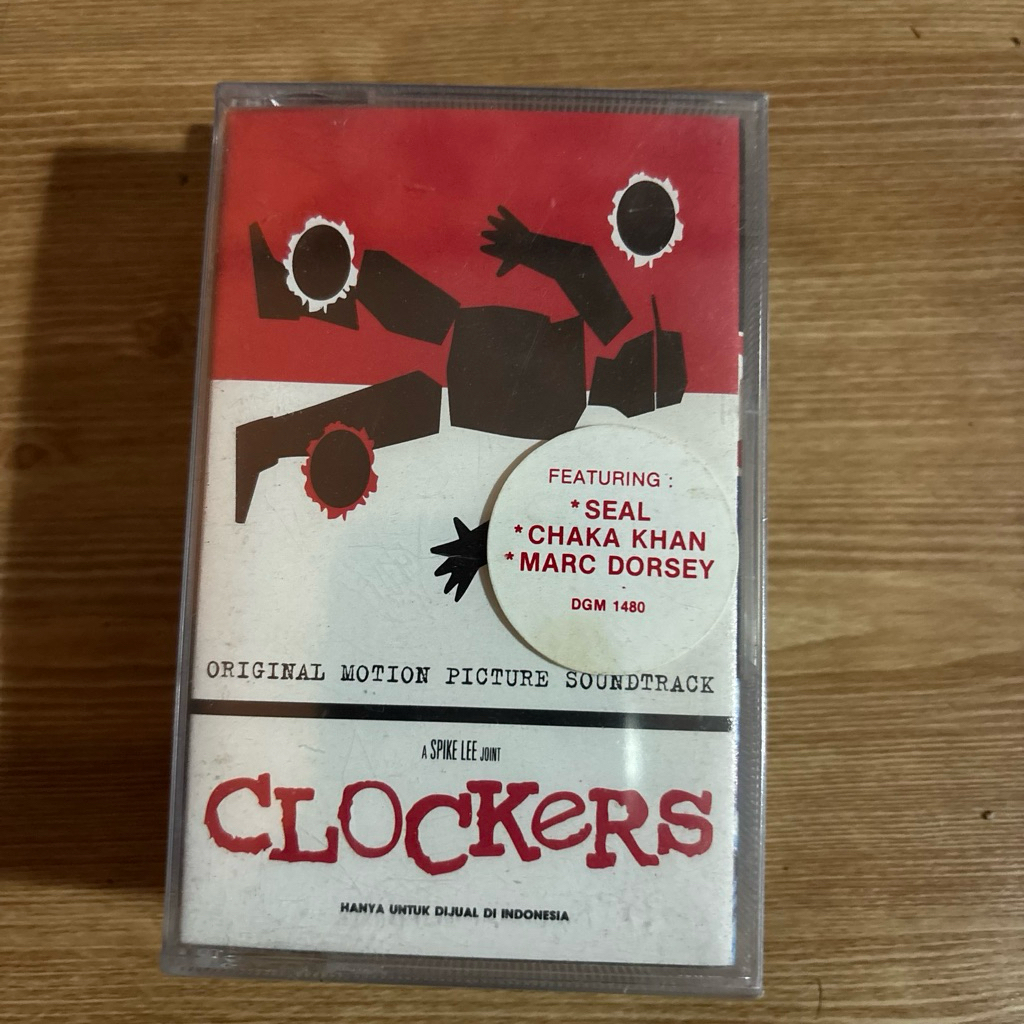 FEATURING :
*SEAL
*CHAKA KHAN
*MARC DORSEY
DGM 1480
ORIGINAL MOTION PICTURE SOUNDTRACK
A SPIKE LEE JOINT
CLOCKeRS
HANYA UNTUK DIJUAL DI INDONESIA